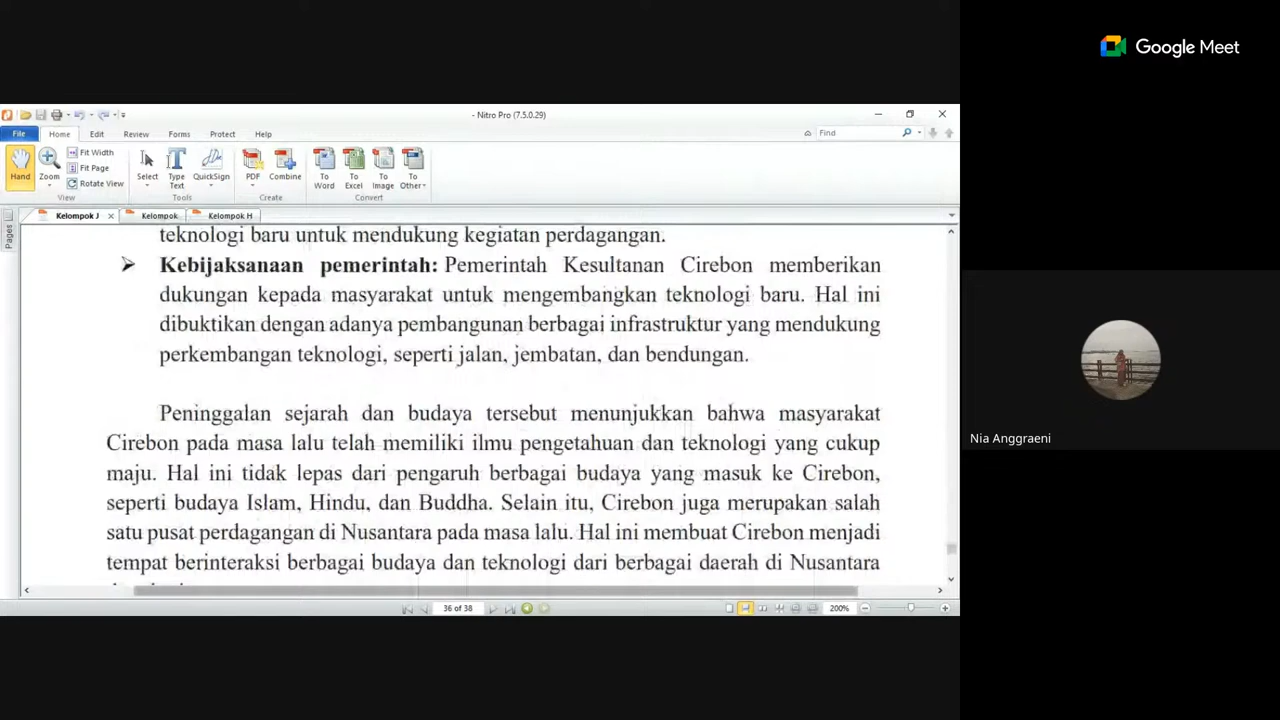 Google Meet
- Nitro Pro (7.5.0.29)
File Home Edit Review Forms Protect Help
Find
Hand
Zoom
Fit Width
Fit Page
Rotate View
View
Select
Type Text
QuickSign
Tools
PDF
Combine
Create
To Word
To Excel
To Image
To Other
Convert
Pages
Kelompok J
Kelompok
Kelompok H
teknologi baru untuk mendukung kegiatan perdagangan.
Kebijaksanaan pemerintah: Pemerintah Kesultanan Cirebon memberikan
dukungan kepada masyarakat untuk mengembangkan teknologi baru. Hal ini
dibuktikan dengan adanya pembangunan berbagai infrastruktur yang mendukung
perkembangan teknologi, seperti jalan, jembatan, dan bendungan.
Peninggalan sejarah dan budaya tersebut menunjukkan bahwa masyarakat
Cirebon pada masa lalu telah memiliki ilmu pengetahuan dan teknologi yang cukup
maju. Hal ini tidak lepas dari pengaruh berbagai budaya yang masuk ke Cirebon,
seperti budaya Islam, Hindu, dan Buddha. Selain itu, Cirebon juga merupakan salah
satu pusat perdagangan di Nusantara pada masa lalu. Hal ini membuat Cirebon menjadi
tempat berinteraksi berbagai budaya dan teknologi dari berbagai daerah di Nusantara
36 of 38
200%
Nia Anggraeni